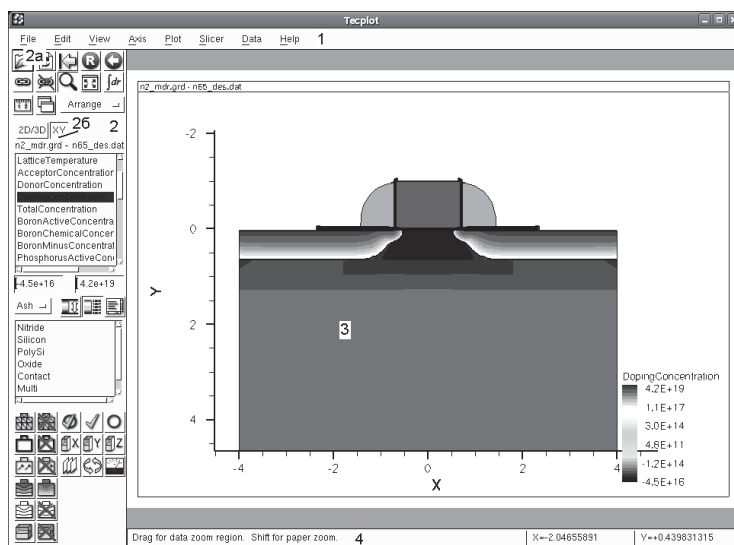 Tecplot
File Edit View Axis Plot Slicer Data Help 1
2а
R
∫dr
Arrange
2D/3D XY 2б 2
n2_mdr.grd - n65_des.dat
LatticeTemperature
AcceptorConcentration
DonorConcentration
TotalConcentration
BoronActiveConcentra
BoronChemicalConcer
BoronMinusConcentrat
PhosphorusActiveConc
-4.5e+16 4.2e+19
Ash
Nitride
Silicon
PolySi
Oxide
Contact
Multi
X Y Z
n2_mdr.grd - n65_des.dat
-2
0
2
4
Y
3
-4 -2 0 2 4
X
DopingConcentration
4.2E+19
1.1E+17
3.0E+14
4.8E+11
-1.2E+14
-4.5E+16
Drag for data zoom region. Shift for paper zoom. 4 X=-2.04655891 Y=+0.439831315